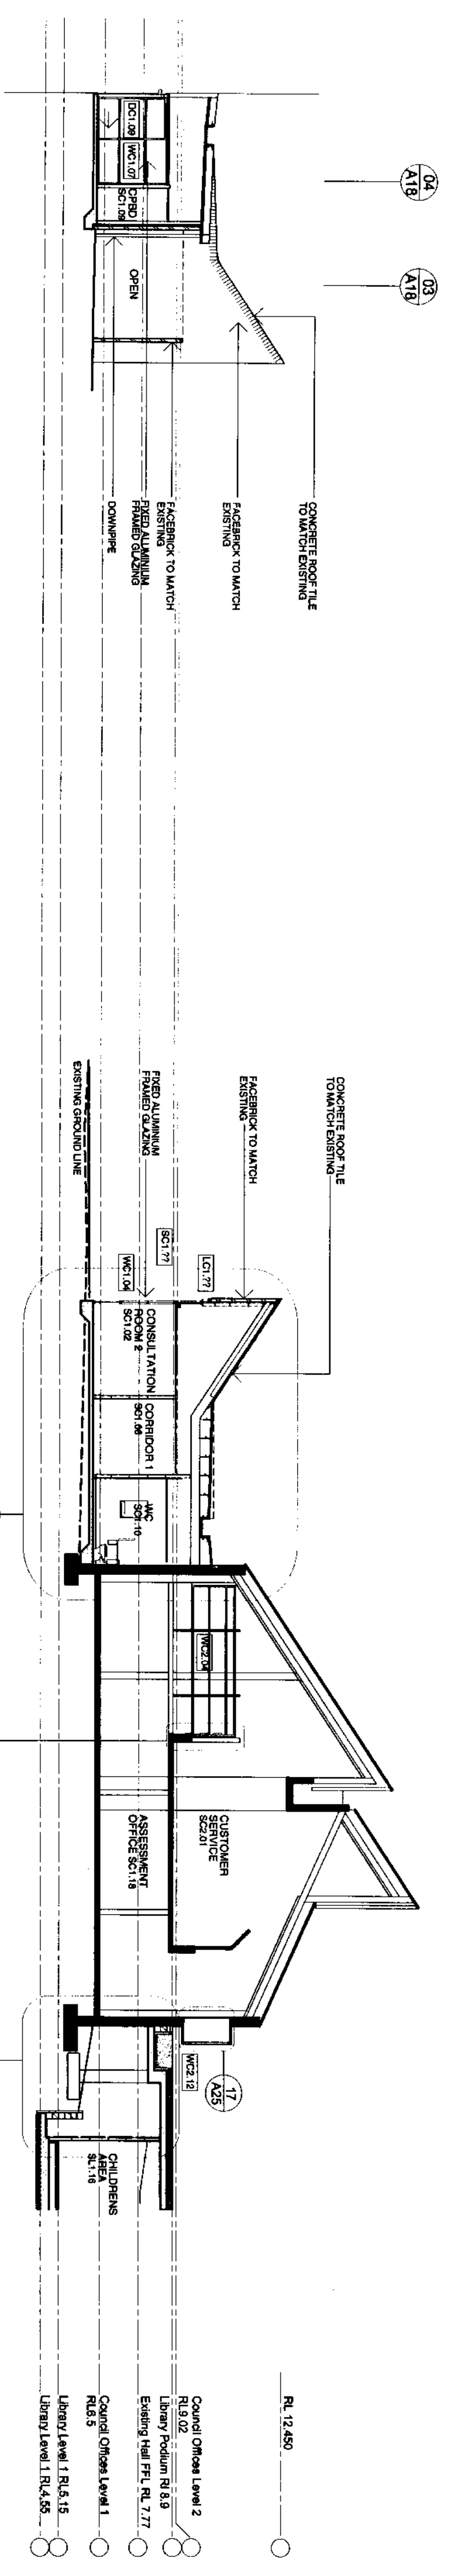 04
A18
03
A18
DC1.09
WC1.07
CPBD
SC1.09
OPEN
CONCRETE ROOF TILE
TO MATCH EXISTING
FACEBRICK TO MATCH
EXISTING
FACEBRICK TO MATCH
EXISTING
FIXED ALUMINIUM
FRAMED GLAZING
DOWNPIPE
CONCRETE ROOF TILE
TO MATCH EXISTING
FACEBRICK TO MATCH
EXISTING
FIXED ALUMINIUM
FRAMED GLAZING
EXISTING GROUND LINE
LC1.??
SC1.??
WC1.04
CONSULTATION
ROOM 2
SC1.02
CORRIDOR 1
SC1.06
WC
SC1.10
WC2.04
CUSTOMER
SERVICE
SC2.01
ASSESSMENT
OFFICE SC1.18
17
A25
WC2.12
CHILDRENS
AREA
SL1.16
RL 12.450
Council Offices Level 2
RL9.02
Library Podium Rl 8.9
Existing Hall FFL RL 7.77
Council Offices Level 1
RL6.5
Library Level 1 RL5.15
Library Level 1 RL4.55